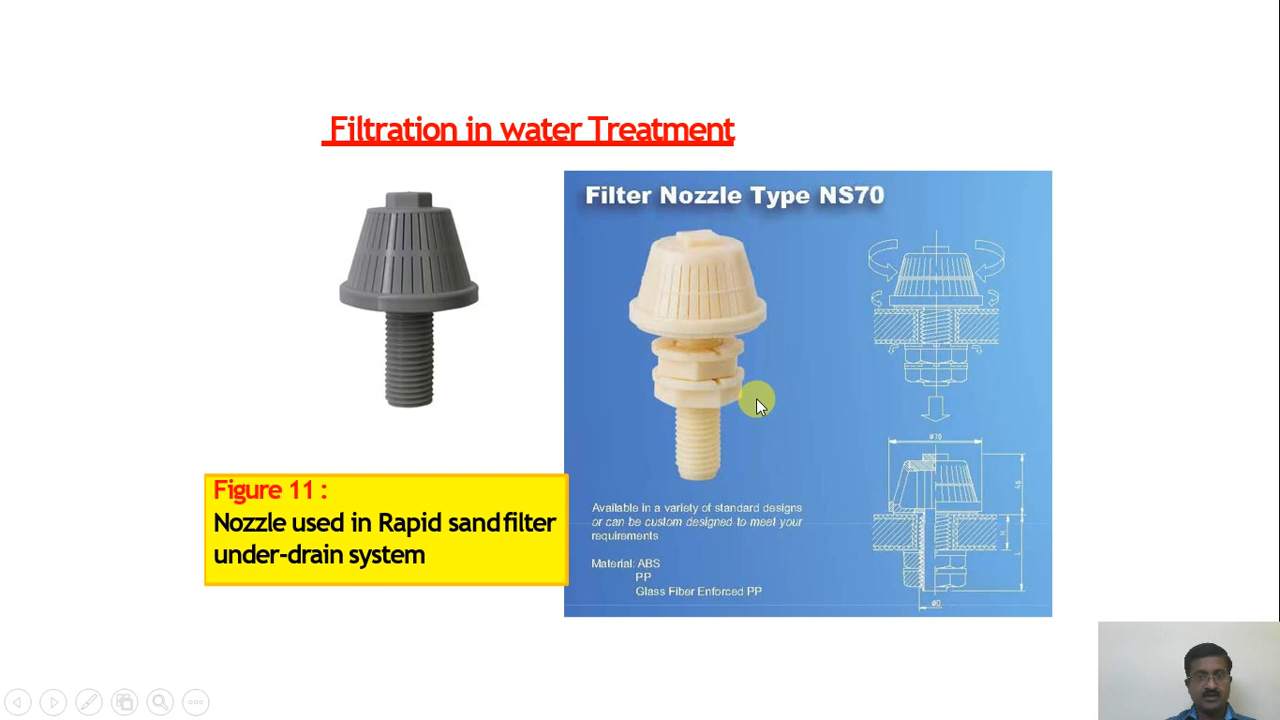 Filtration in water Treatment
Filter Nozzle Type NS70
Figure 11 :
Nozzle used in Rapid sand filter
under-drain system
Available in a variety of standard designs
or can be custom designed to meet your
requirements
Material: ABS
PP
Glass Fiber Enforced PP
H
L